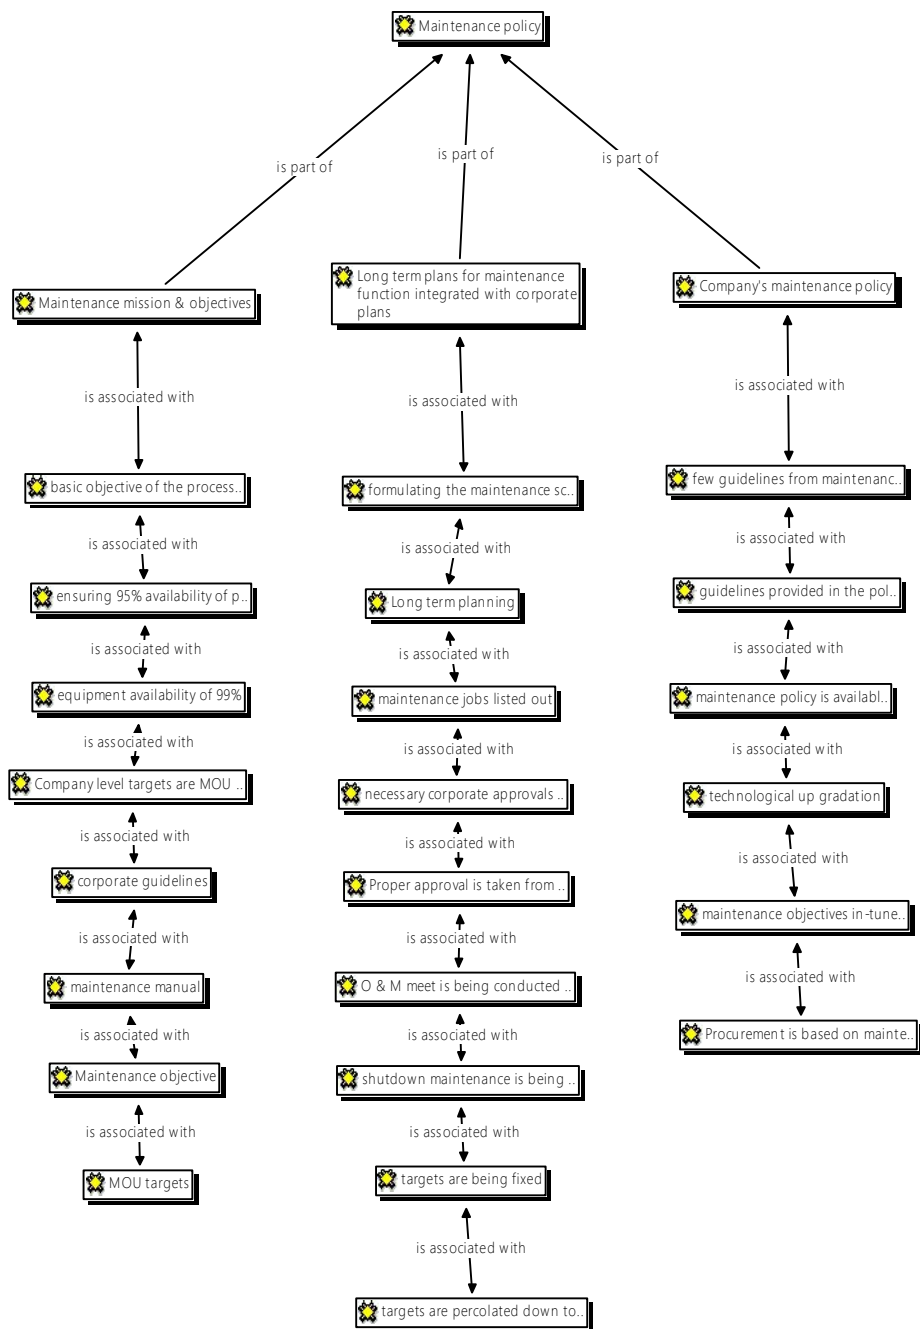 Maintenance policy
is part of
is part of
is part of
Maintenance mission & objectives
Long term plans for maintenance
function integrated with corporate
plans
Company's maintenance policy
is associated with
is associated with
is associated with
basic objective of the process..
formulating the maintenance sc..
few guidelines from maintenanc..
is associated with
is associated with
is associated with
ensuring 95% availability of p..
Long term planning
guidelines provided in the pol..
is associated with
is associated with
is associated with
equipment availability of 99%
maintenance jobs listed out
maintenance policy is availabl..
is associated with
is associated with
is associated with
Company level targets are MOU ..
necessary corporate approvals ..
technological up gradation
is associated with
is associated with
is associated with
corporate guidelines
Proper approval is taken from ..
maintenance objectives in-tune..
is associated with
is associated with
is associated with
maintenance manual
O & M meet is being conducted ..
Procurement is based on mainte..
is associated with
is associated with
Maintenance objective
shutdown maintenance is being ..
is associated with
is associated with
MOU targets
targets are being fixed
is associated with
targets are percolated down to..